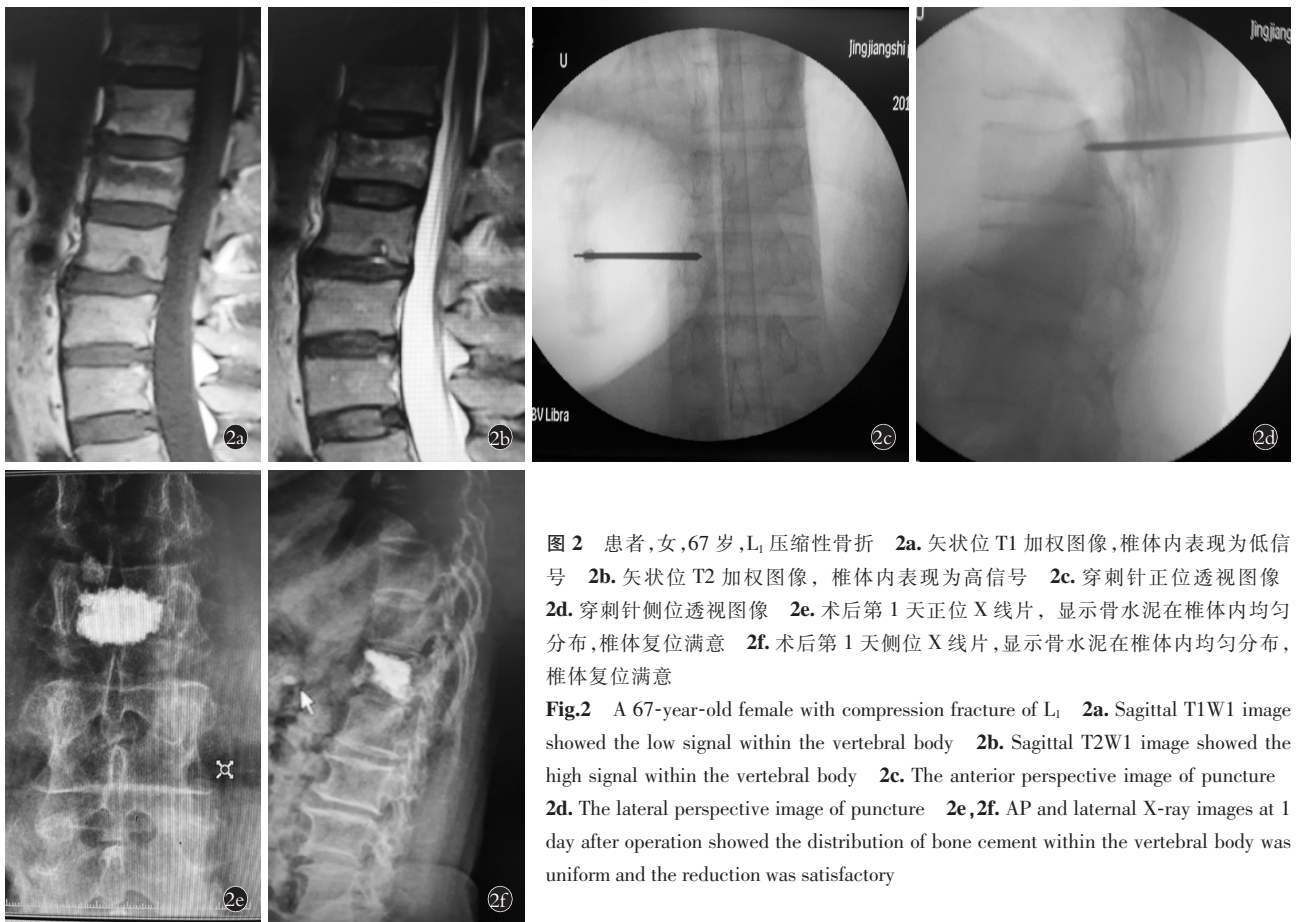 2a
2b
U
Jingjiangshi
201
BV Libra
2c
U
Jingjiang
2d
2e
2f
图 2 患者,女,67 岁,L₁ 压缩性骨折 2a. 矢状位 T1 加权图像,椎体内表现为低信
号 2b. 矢状位 T2 加权图像, 椎体内表现为高信号 2c. 穿刺针正位透视图像
2d. 穿刺针侧位透视图像 2e. 术后第 1 天正位 X 线片, 显示骨水泥在椎体内均匀
分布,椎体复位满意 2f. 术后第 1 天侧位 X 线片,显示骨水泥在椎体内均匀分布,
椎体复位满意
Fig.2 A 67-year-old female with compression fracture of L₁ 2a. Sagittal T1W1 image
showed the low signal within the vertebral body 2b. Sagittal T2W1 image showed the
high signal within the vertebral body 2c. The anterior perspective image of puncture
2d. The lateral perspective image of puncture 2e,2f. AP and laternal X-ray images at 1
day after operation showed the distribution of bone cement within the vertebral body was
uniform and the reduction was satisfactory